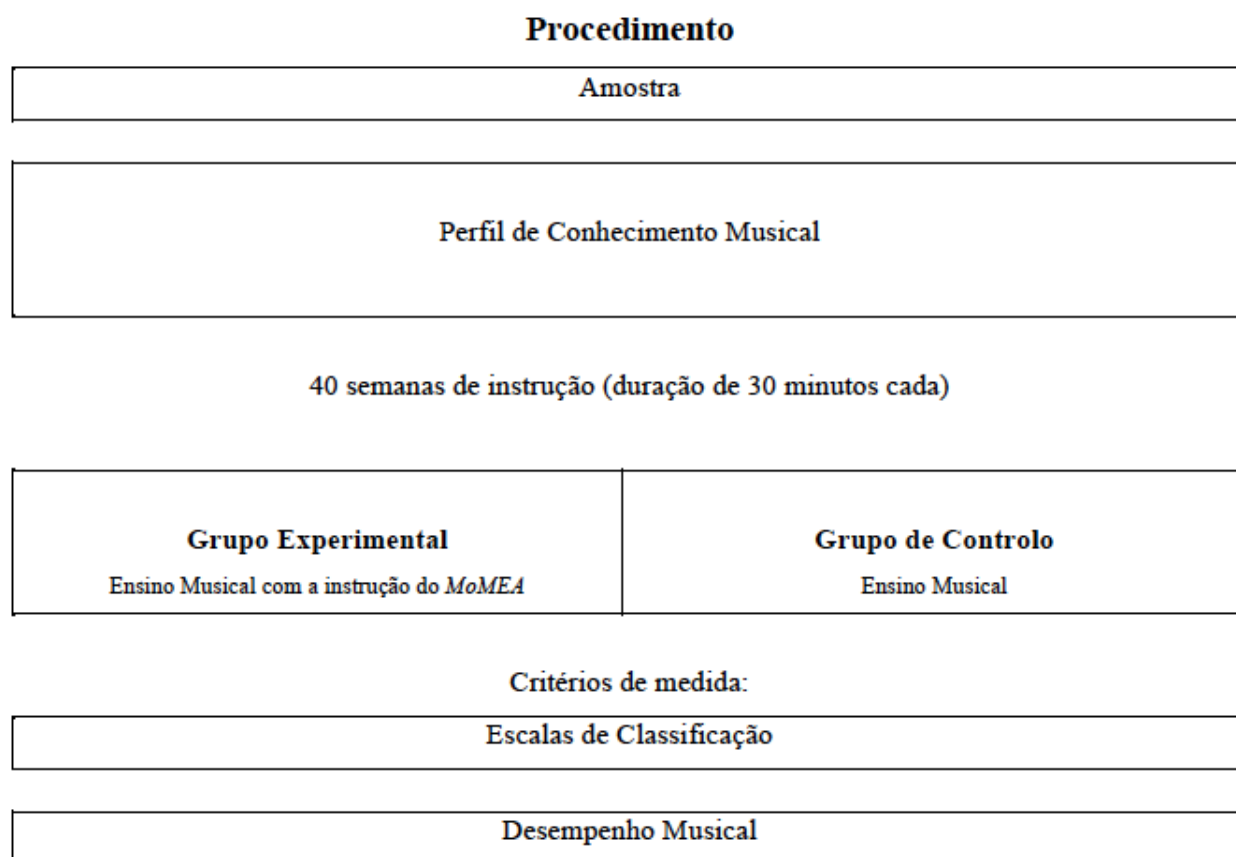 Procedimento
Amostra
Perfil de Conhecimento Musical
40 semanas de instrução (duração de 30 minutos cada)
Grupo Experimental
Ensino Musical com a instrução do MoMEA
Grupo de Controlo
Ensino Musical
Critérios de medida:
Escalas de Classificação
Desempenho Musical